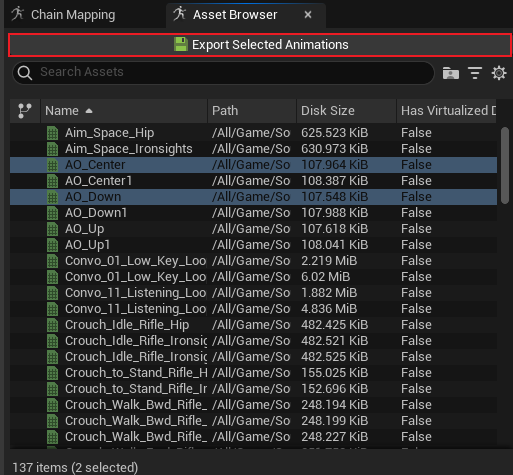 Chain Mapping Asset Browser
Export Selected Animations
Search Assets
Name Path Disk Size Has Virtualized D
Aim_Space_Hip /All/Game/So 625.523 KiB False
Aim_Space_Ironsights /All/Game/So 630.973 KiB False
AO_Center /All/Game/So 107.964 KiB False
AO_Center1 /All/Game/So 108.387 KiB False
AO_Down /All/Game/So 107.548 KiB False
AO_Down1 /All/Game/So 107.988 KiB False
AO_Up /All/Game/So 107.618 KiB False
AO_Up1 /All/Game/So 108.041 KiB False
Convo_01_Low_Key_Loo /All/Game/So 2.219 MiB False
Convo_01_Low_Key_Loo /All/Game/So 6.02 MiB False
Convo_11_Listening_Loo /All/Game/So 1.882 MiB False
Convo_11_Listening_Loo /All/Game/So 4.836 MiB False
Crouch_Idle_Rifle_Hip /All/Game/So 482.425 KiB False
Crouch_Idle_Rifle_Ironsig /All/Game/So 482.521 KiB False
Crouch_Idle_Rifle_Ironsig /All/Game/So 482.525 KiB False
Crouch_to_Stand_Rifle_H /All/Game/So 155.025 KiB False
Crouch_to_Stand_Rifle_Ir /All/Game/So 152.696 KiB False
Crouch_Walk_Bwd_Rifle_ /All/Game/So 248.194 KiB False
Crouch_Walk_Bwd_Rifle_ /All/Game/So 248.199 KiB False
Crouch_Walk_Bwd_Rifle_ /All/Game/So 248.227 KiB False
137 items (2 selected)